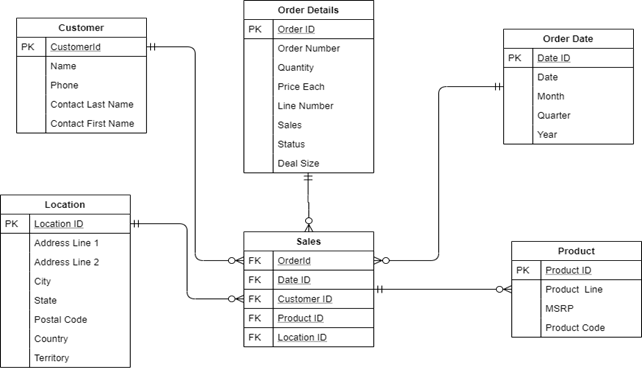 Customer
PK CustomerId
Name
Phone
Contact Last Name
Contact First Name
Order Details
PK Order ID
Order Number
Quantity
Price Each
Line Number
Sales
Status
Deal Size
Order Date
PK Date ID
Date
Month
Quarter
Year
Location
PK Location ID
Address Line 1
Address Line 2
City
State
Postal Code
Country
Territory
Sales
FK OrderId
FK Date ID
FK Customer ID
FK Product ID
FK Location ID
Product
PK Product ID
Product Line
MSRP
Product Code